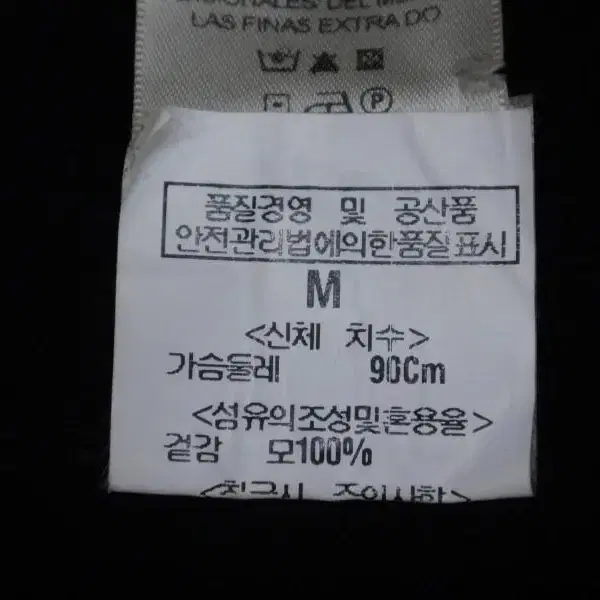 LAS FINAS EXTRA DO
P
품질경영 및 공산품
안전관리법에의한품질표시
M
<신체 치수>
가슴둘레 90Cm
<섬유의조성및혼용율>
겉감 모100%